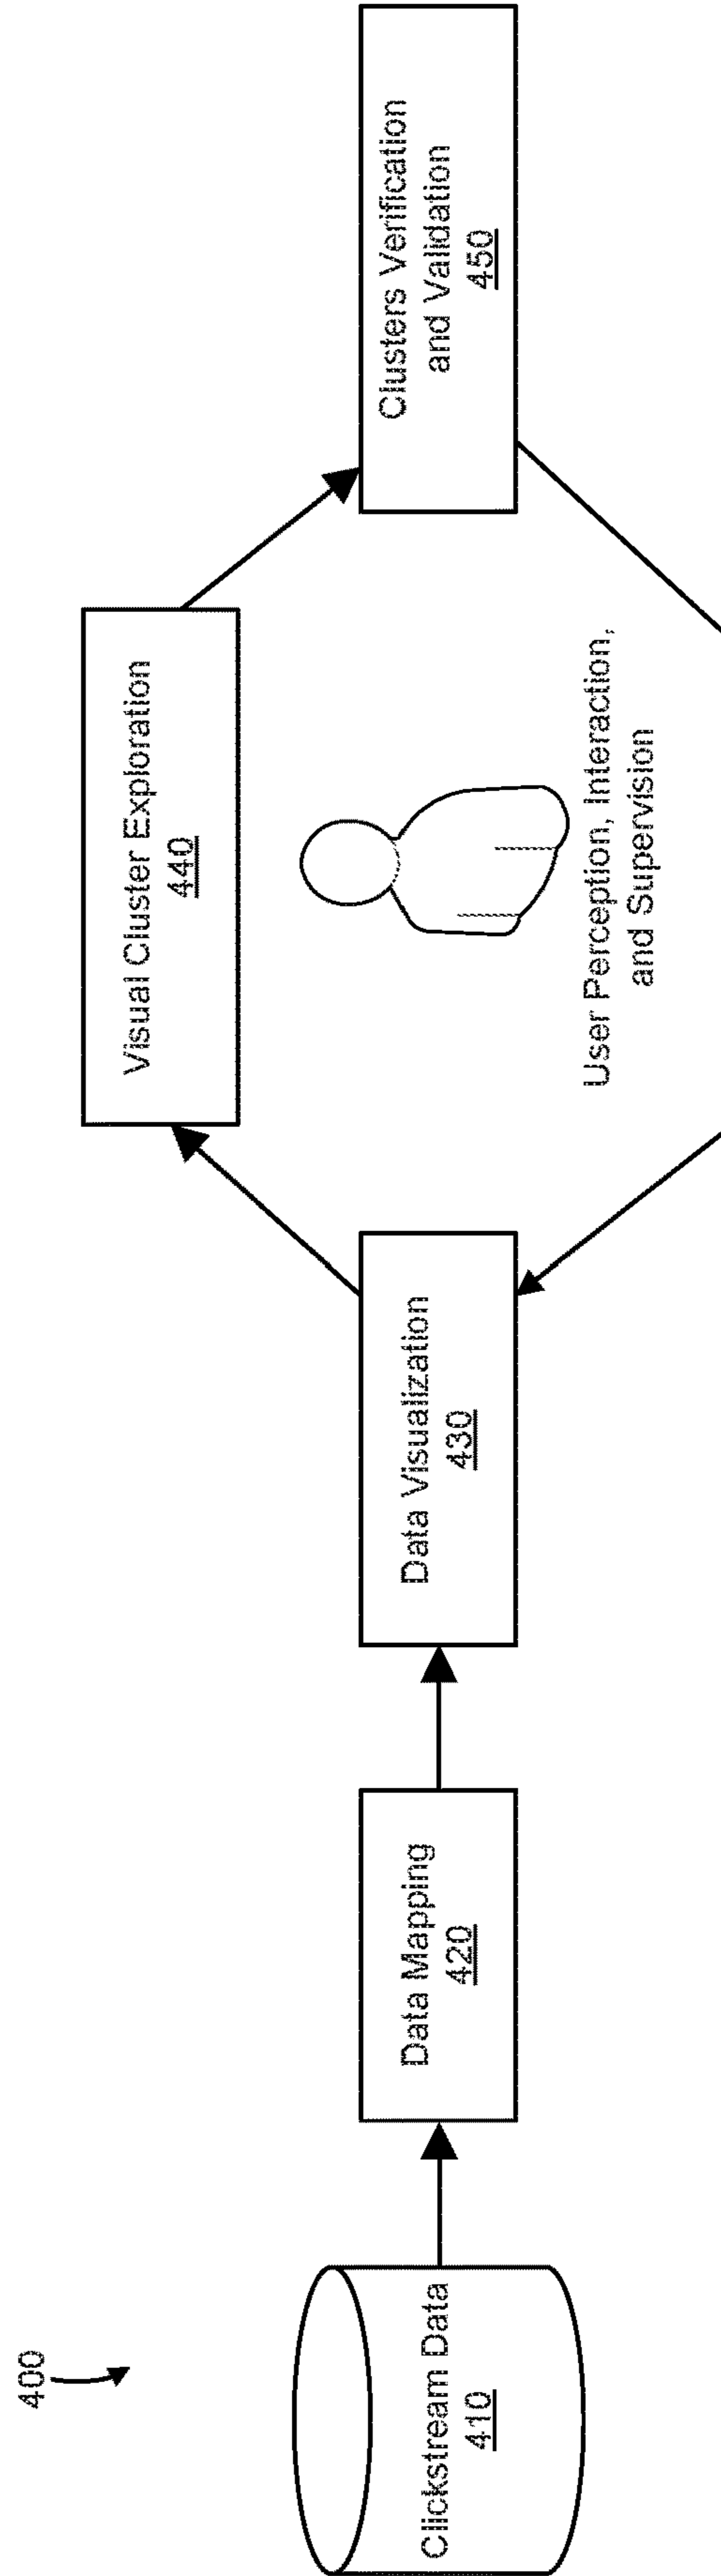 400
Clickstream Data
410
Data Mapping
420
Data Visualization
430
Visual Cluster Exploration
440
Clusters Verification
and Validation
450
User Perception, Interaction,
and Supervision